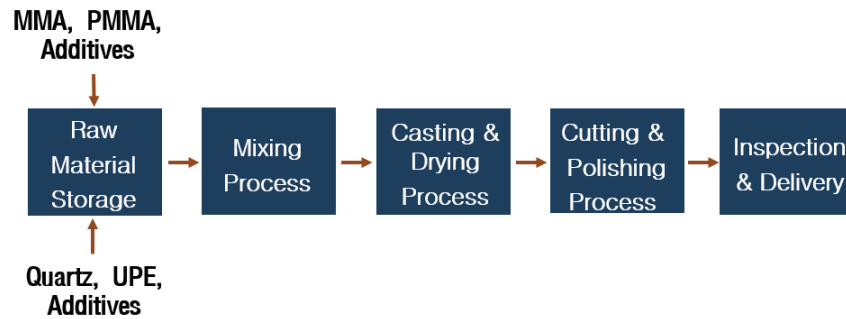 MMA, PMMA,
Additives
Raw
Material
Storage
Mixing
Process
Casting &
Drying
Process
Cutting &
Polishing
Process
Inspection
& Delivery
Quartz, UPE,
Additives